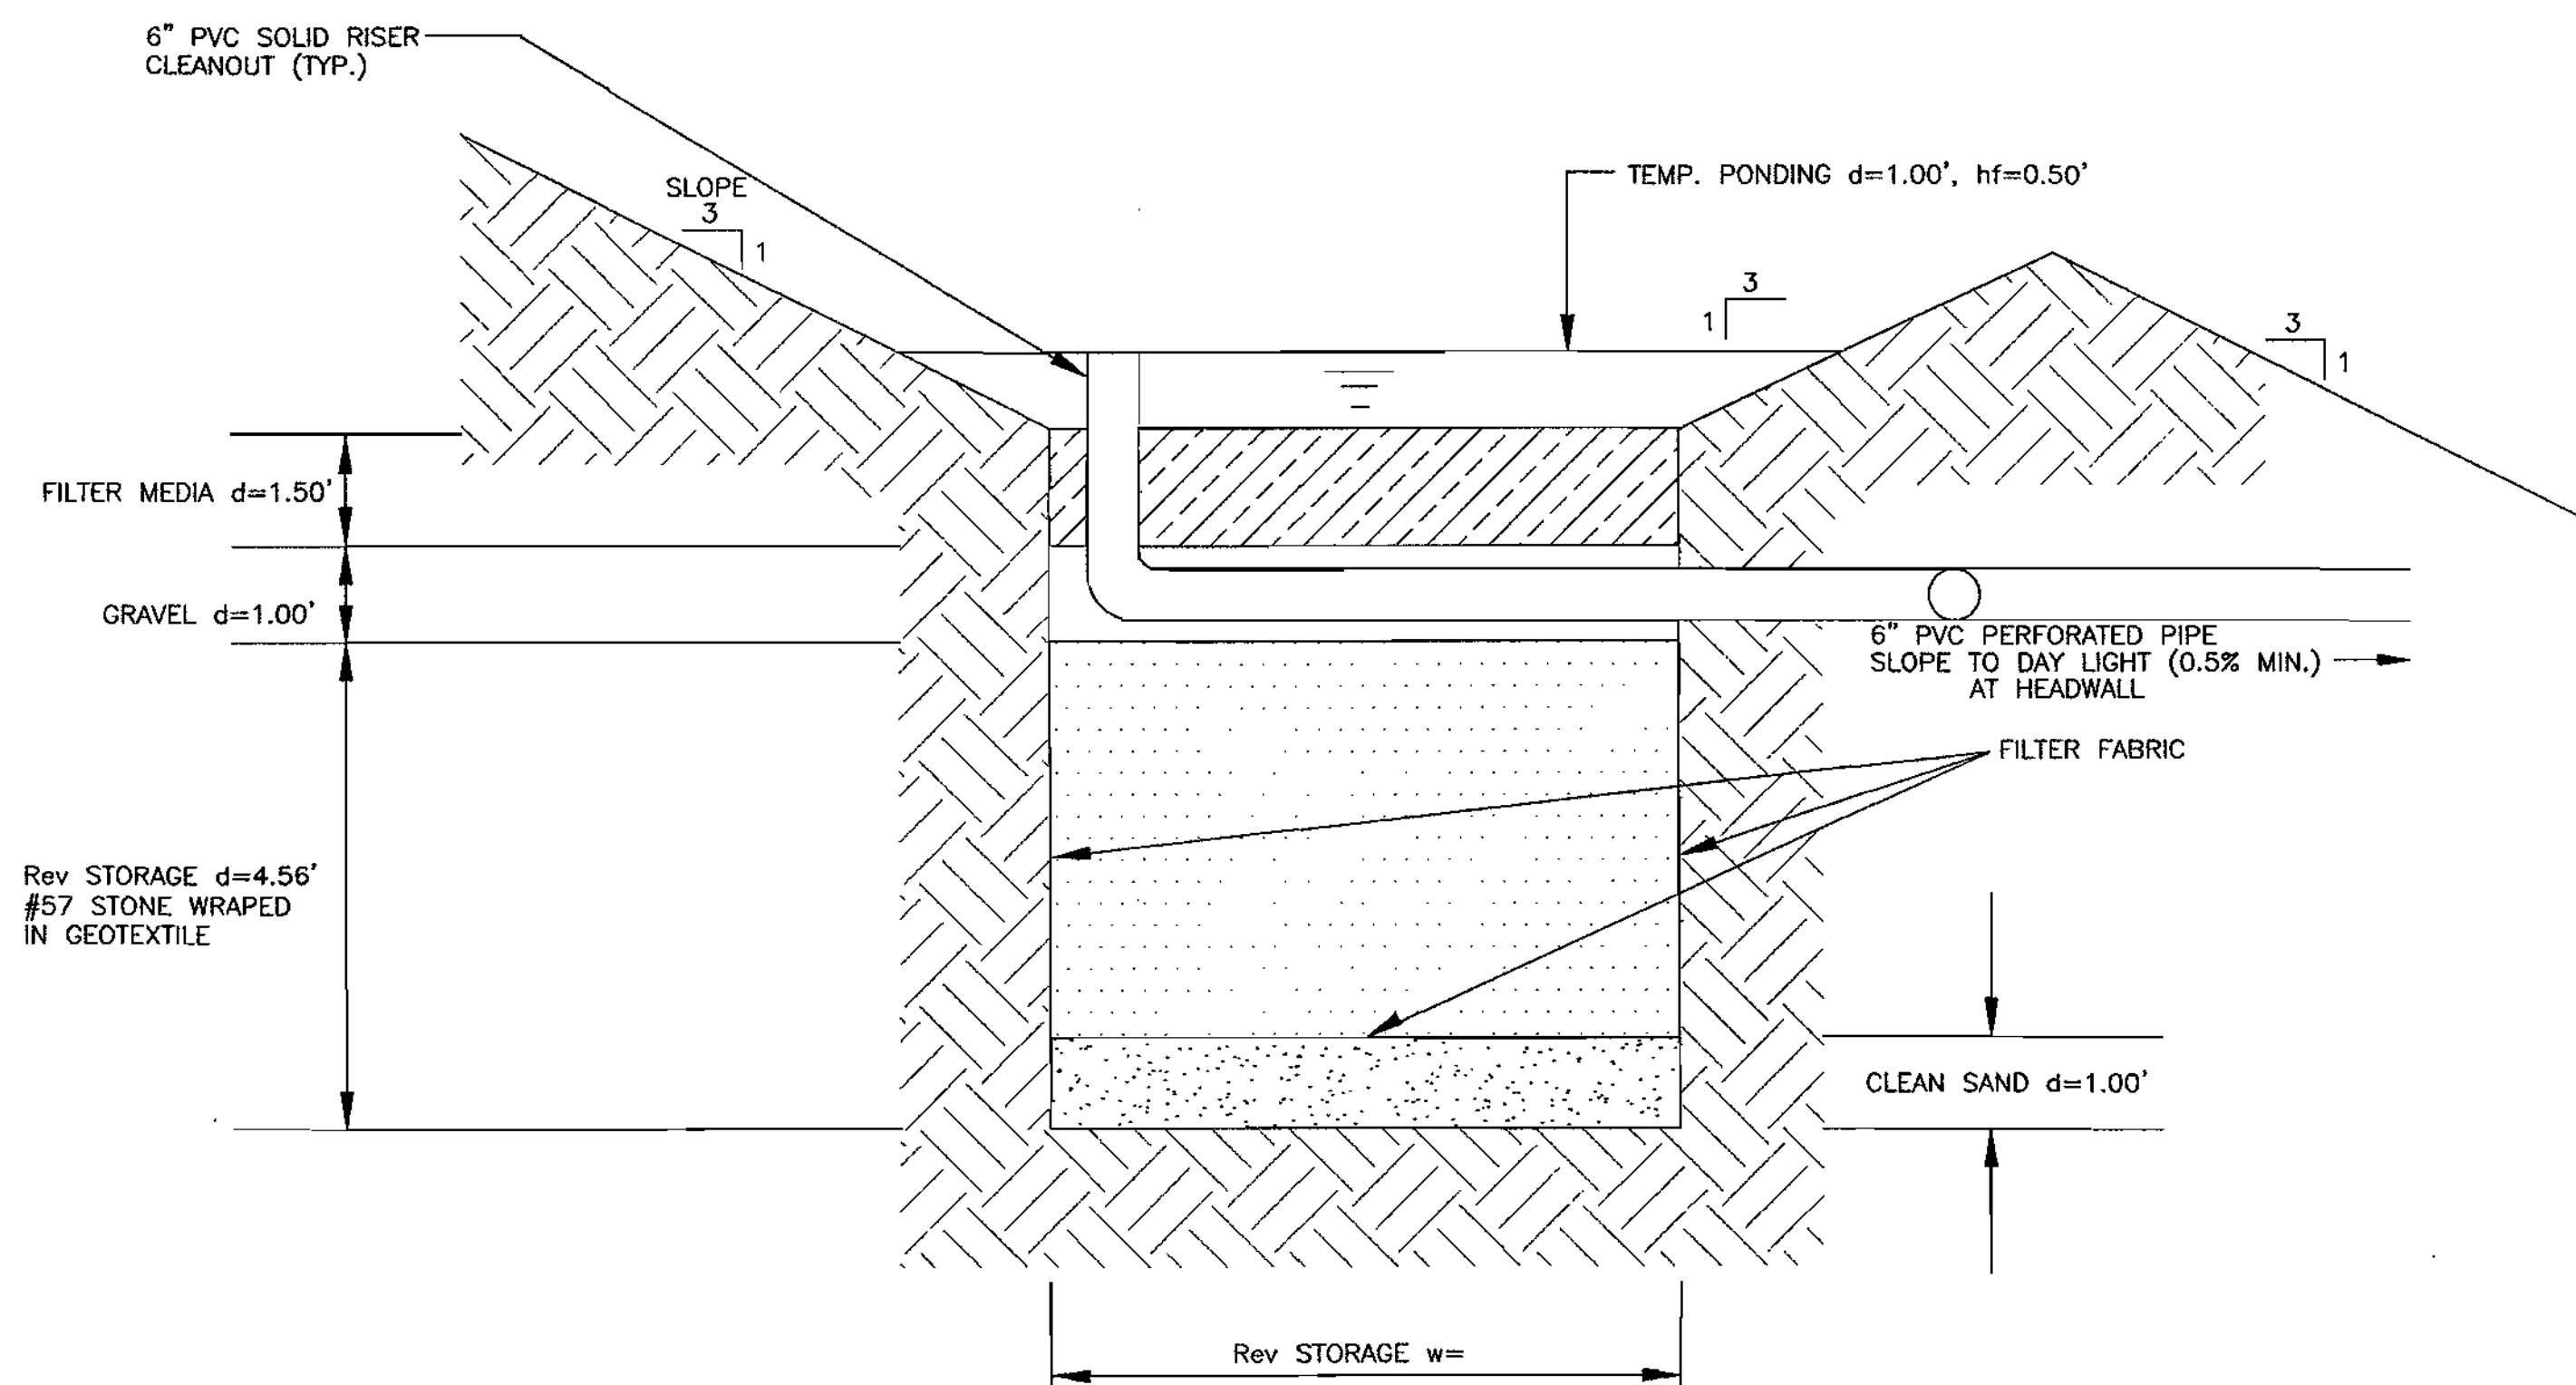 6" PVC SOLID RISER
CLEANOUT (TYP.)
SLOPE
3
1
TEMP. PONDING d=1.00', hf=0.50'
3
1
3
1
FILTER MEDIA d=1.50'
GRAVEL d=1.00'
6" PVC PERFORATED PIPE
SLOPE TO DAY LIGHT (0.5% MIN.)
AT HEADWALL
FILTER FABRIC
Rev STORAGE d=4.56'
#57 STONE WRAPED
IN GEOTEXTILE
CLEAN SAND d=1.00'
Rev STORAGE w=